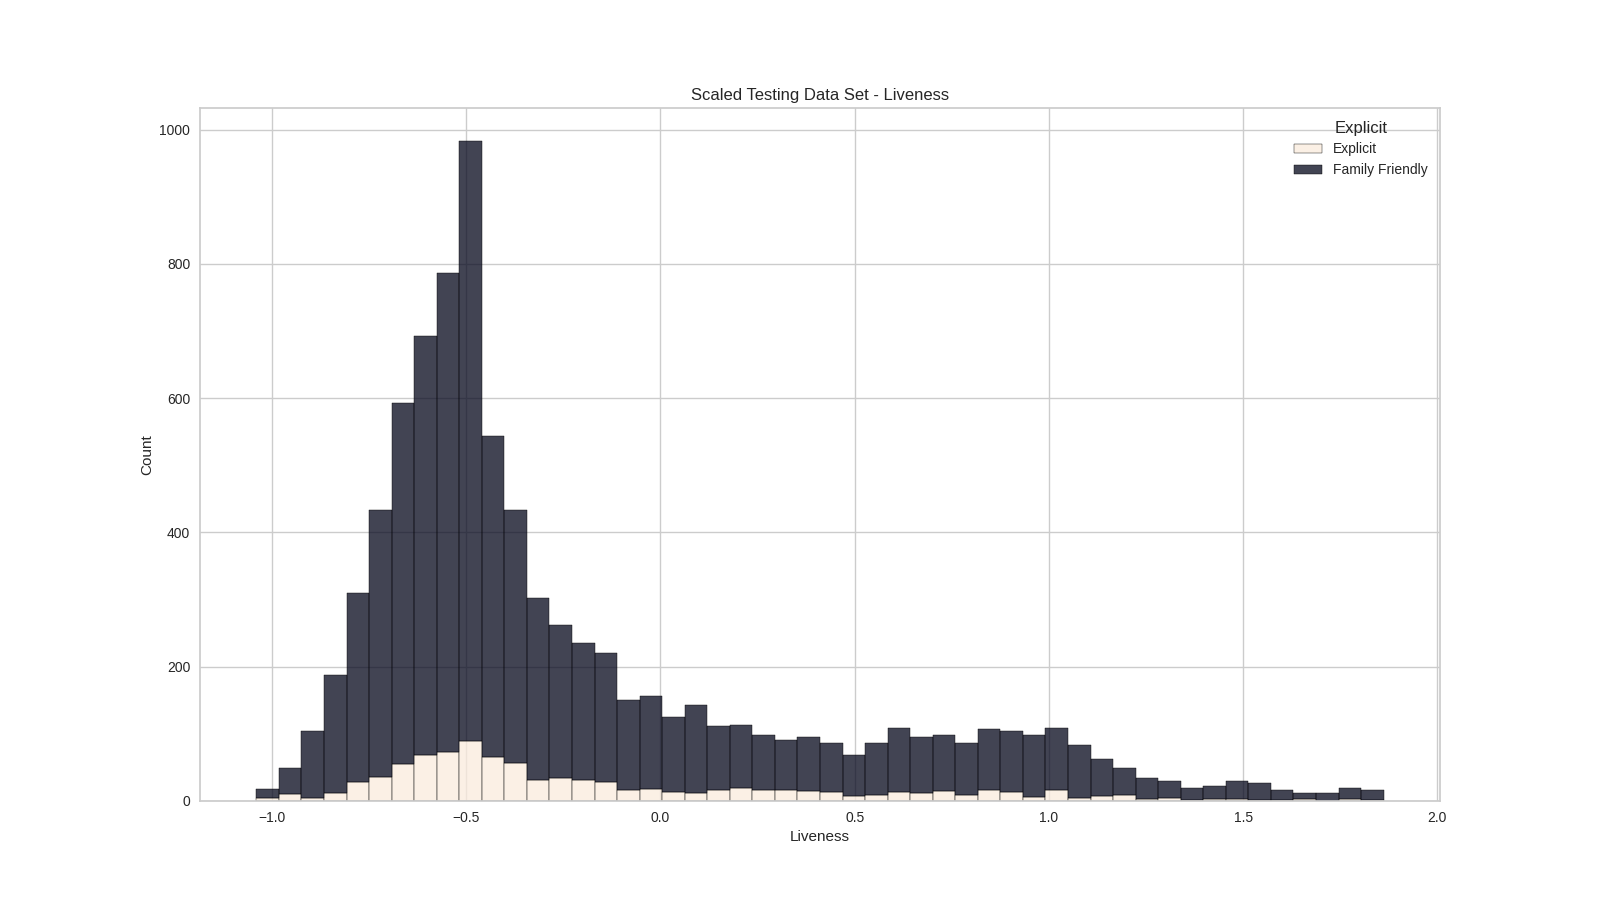 Scaled Testing Data Set - Liveness
Explicit
Explicit
Family Friendly
1000
800
600
400
200
0
Count
−1.0
−0.5
0.0
0.5
1.0
1.5
2.0
Liveness